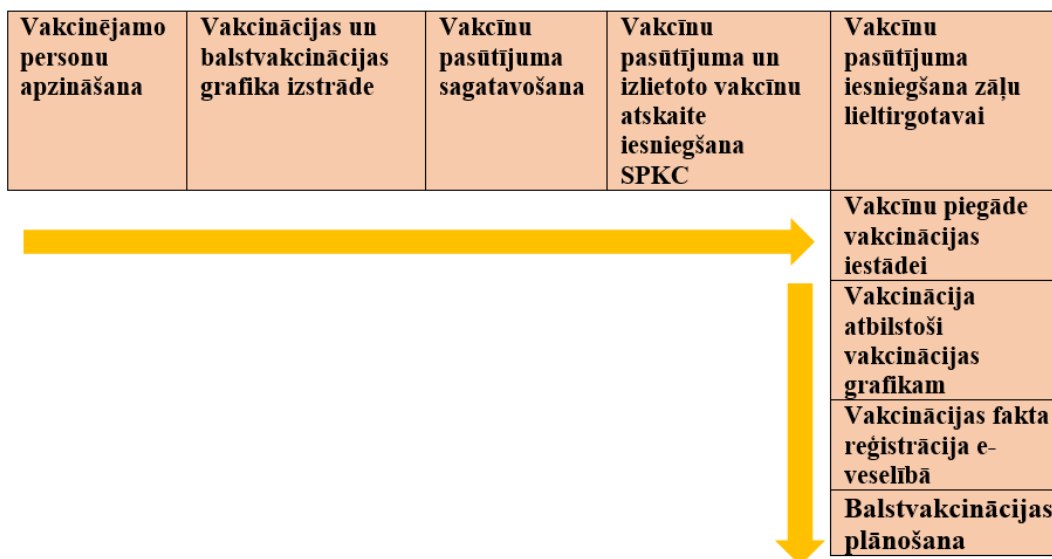 Vakcinējamo
personu
apzināšana
Vakcinācijas un
balstvakcinācijas
grafika izstrāde
Vakcīnu
pasūtījuma
sagatavošana
Vakcīnu
pasūtījuma un
izlietoto vakcīnu
atskaite
iesniegšana
SPKC
Vakcīnu
pasūtījuma
iesniegšana zāļu
lieltirgotavai
Vakcīnu piegāde
vakcinācijas
iestādei
Vakcinācija
atbilstoši
vakcinācijas
grafikam
Vakcinācijas fakta
reģistrācija e-
veselībā
Balstvakcinācijas
plānošana